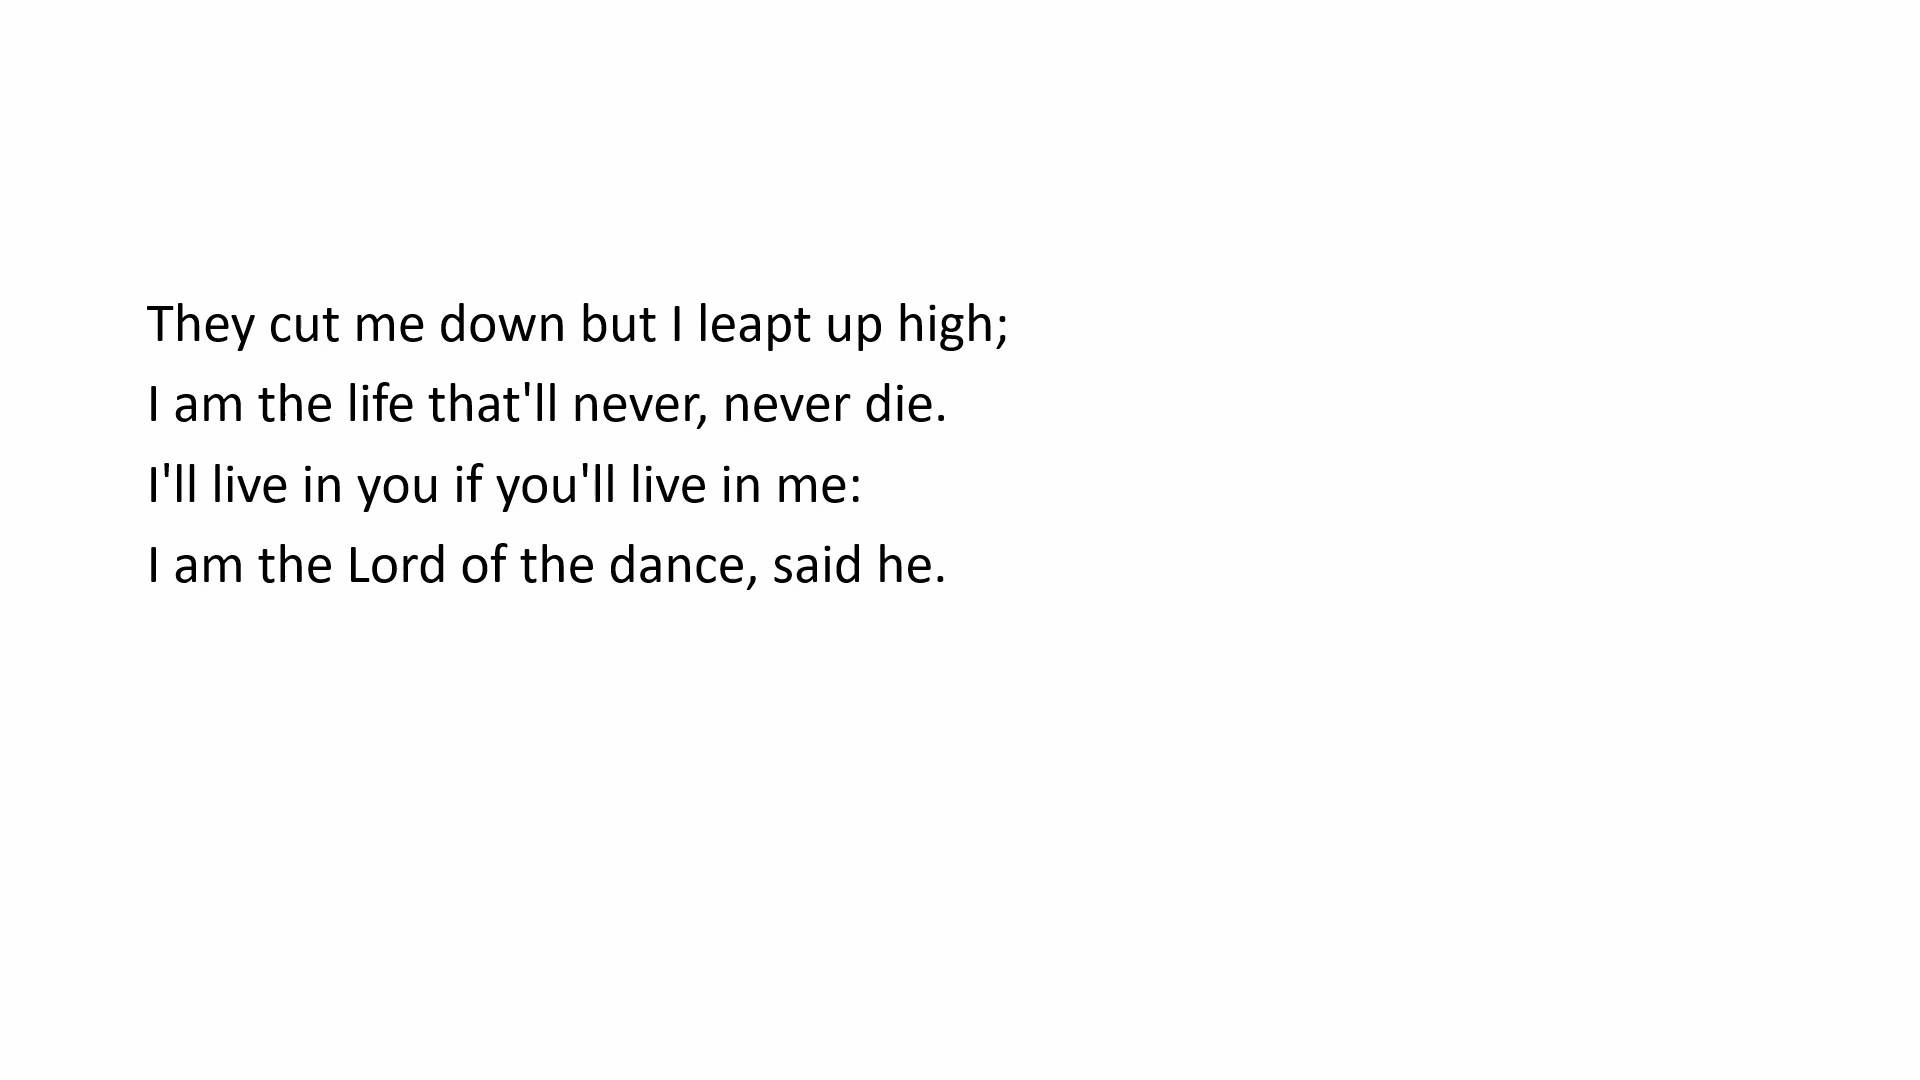 They cut me down but I leapt up high;
I am the life that'll never, never die.
I'll live in you if you'll live in me:
I am the Lord of the dance, said he.